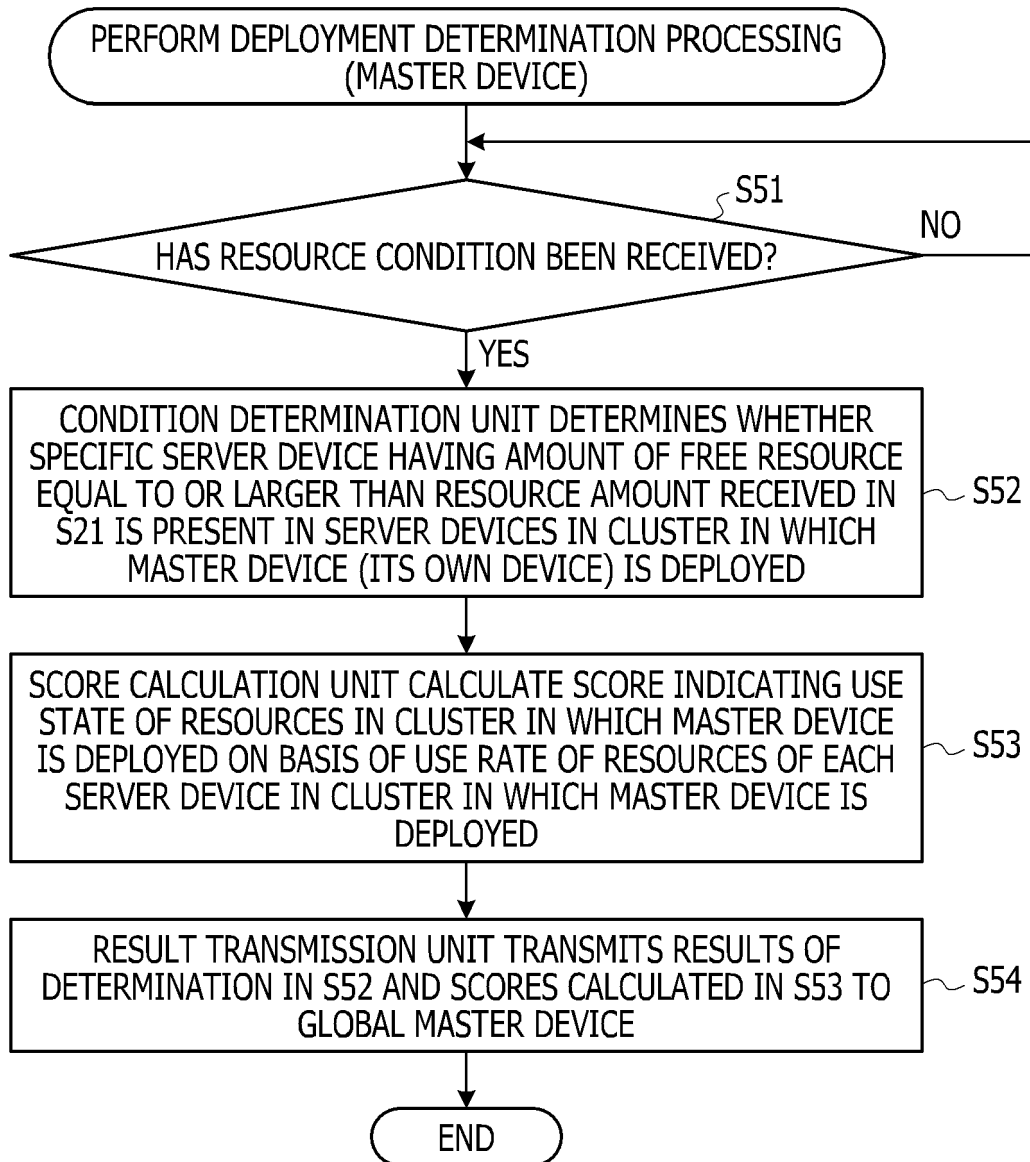 PERFORM DEPLOYMENT DETERMINATION PROCESSING
(MASTER DEVICE)
S51
NO
HAS RESOURCE CONDITION BEEN RECEIVED?
YES
CONDITION DETERMINATION UNIT DETERMINES WHETHER
SPECIFIC SERVER DEVICE HAVING AMOUNT OF FREE RESOURCE
EQUAL TO OR LARGER THAN RESOURCE AMOUNT RECEIVED IN
S21 IS PRESENT IN SERVER DEVICES IN CLUSTER IN WHICH
MASTER DEVICE (ITS OWN DEVICE) IS DEPLOYED
S52
SCORE CALCULATION UNIT CALCULATE SCORE INDICATING USE
STATE OF RESOURCES IN CLUSTER IN WHICH MASTER DEVICE
IS DEPLOYED ON BASIS OF USE RATE OF RESOURCES OF EACH
SERVER DEVICE IN CLUSTER IN WHICH MASTER DEVICE IS
DEPLOYED
S53
RESULT TRANSMISSION UNIT TRANSMITS RESULTS OF
DETERMINATION IN S52 AND SCORES CALCULATED IN S53 TO
GLOBAL MASTER DEVICE
S54
END